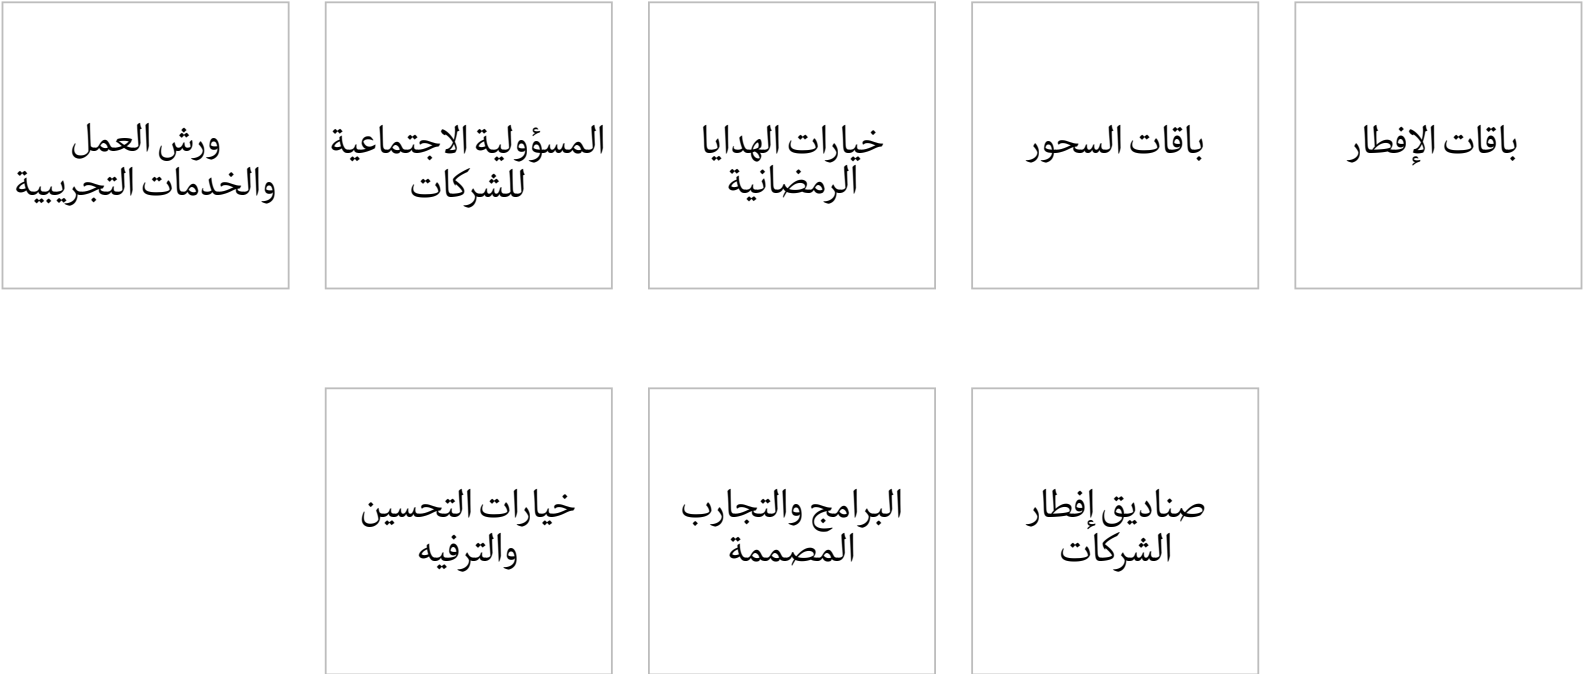 باقات الإفطار
باقات السحور
خيارات الهدايا
الرمضانية
المسؤولية الاجتماعية
للشركات
ورش العمل
والخدمات التجريبية
صناديق إفطار
الشركات
البرامج والتجارب
المصممة
خيارات التحسين
والترفيه